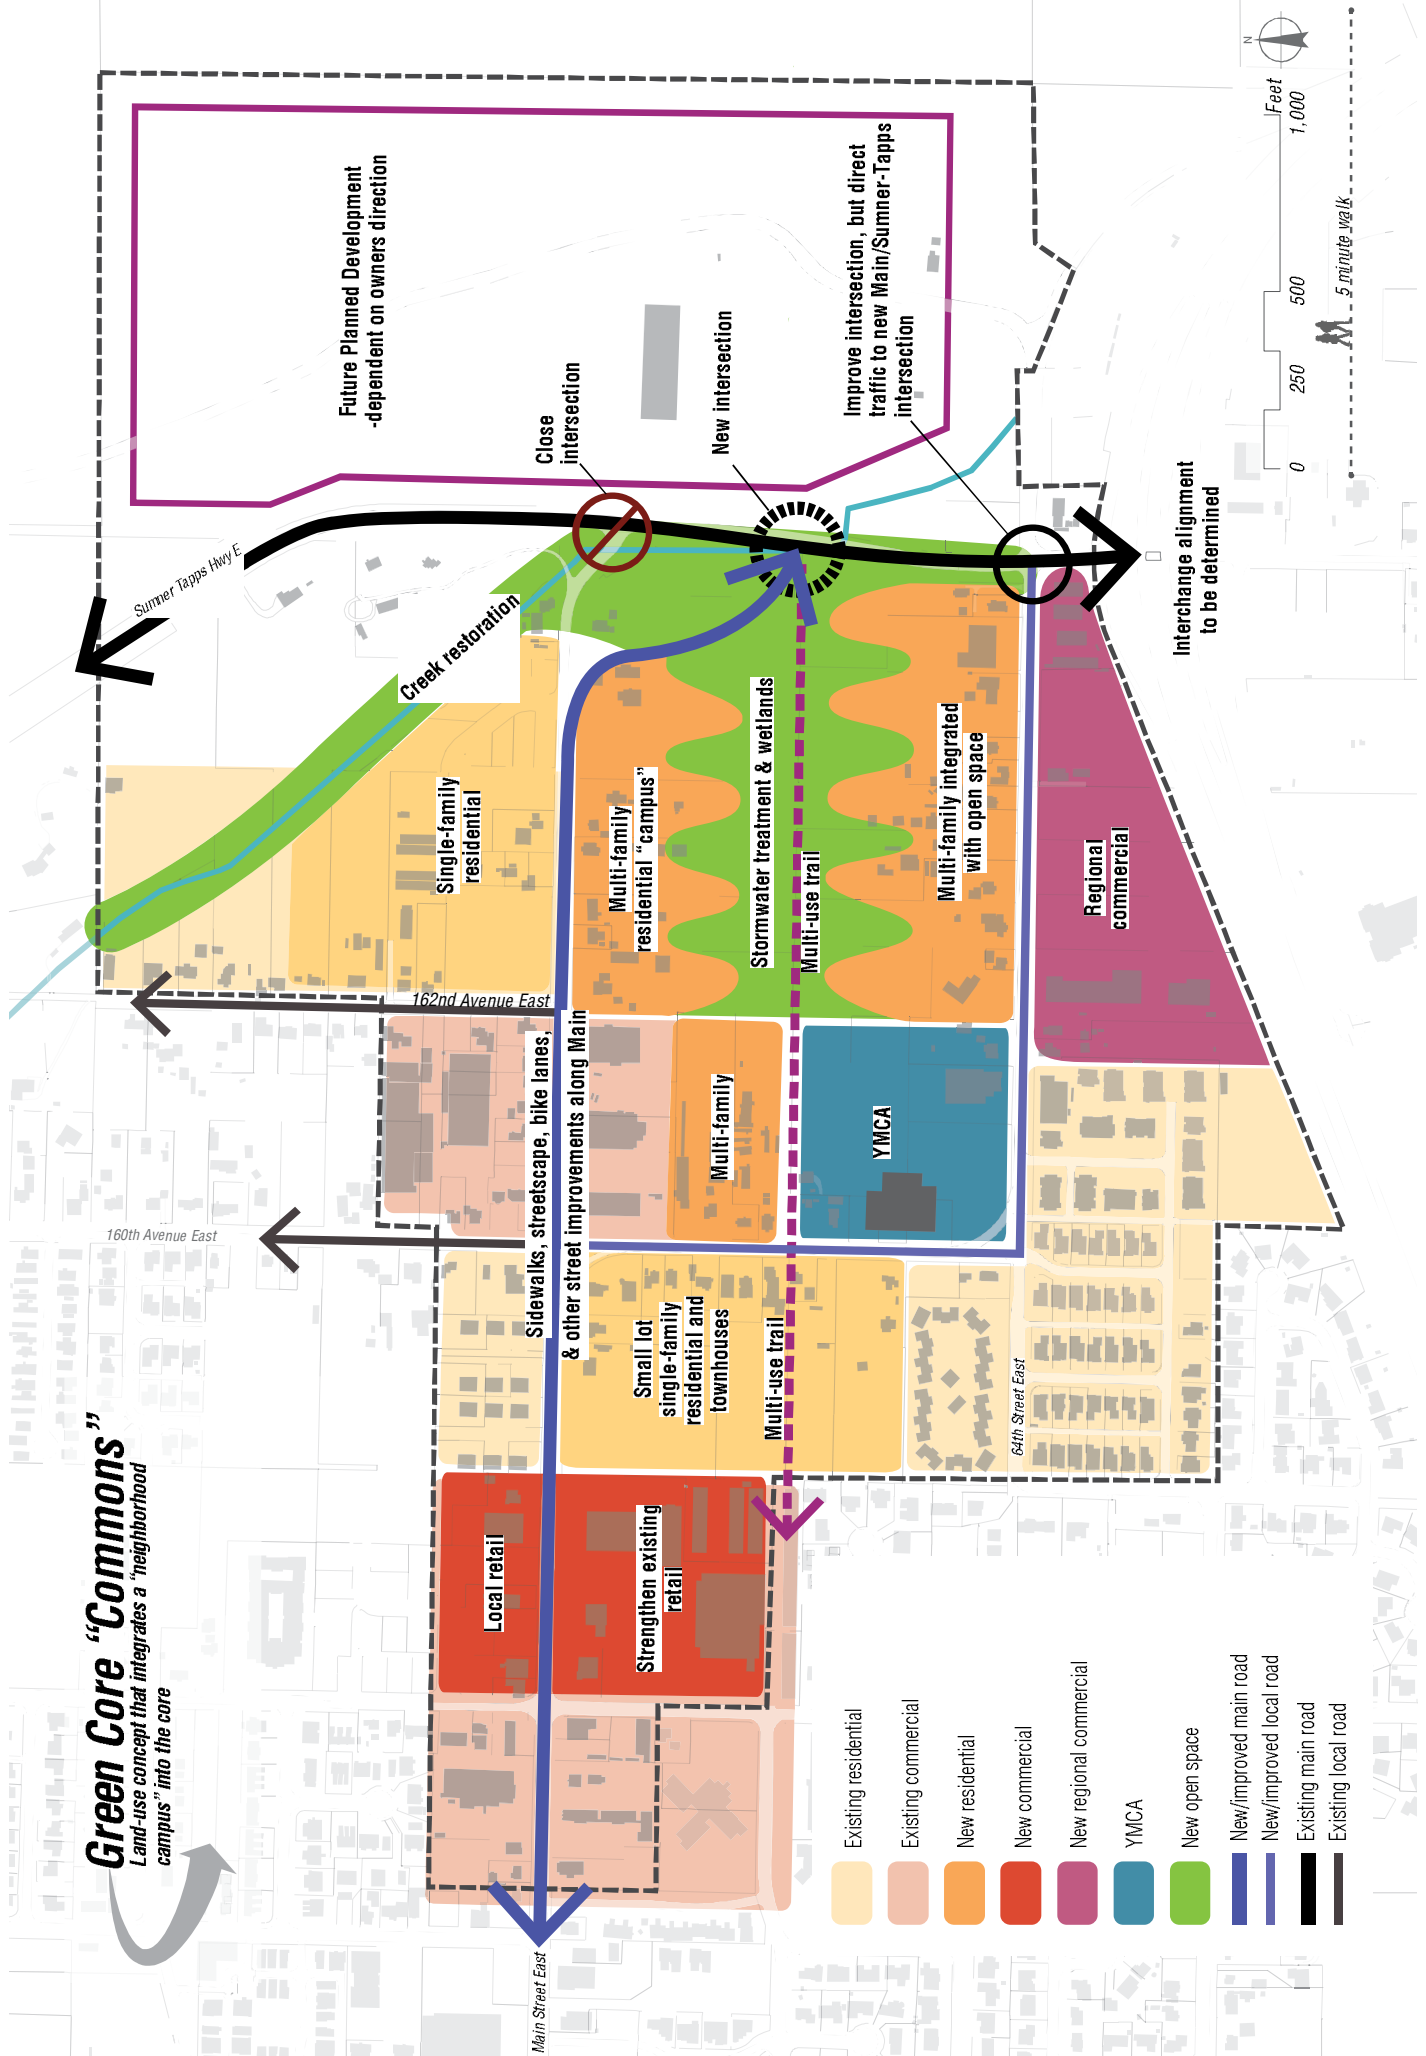 Green Core “Commons”
Land-use concept that integrates a “neighborhood
campus” into the core
Sumner Tapps Hwy E
Creek restoration
Future Planned Development
-dependent on owners direction
Close
intersection
New intersection
Improve intersection, but direct
traffic to new Main/Sumner-Tapps
intersection
Interchange alignment
to be determined
160th Avenue East
162nd Avenue East
Single-family
residential
Multi-family
residential “campus”
Stormwater treatment & wetlands
Multi-use trail
Multi-family integrated
with open space
Regional
commercial
Sidewalks, streetscape, bike lanes,
& other street improvements along Main
Multi-family
YMCA
Small lot
single-family
residential and
townhouses
Multi-use trail
64th Street East
Local retail
Strengthen existing
retail
Main Street East
Existing residential
Existing commercial
New residential
New commercial
New regional commercial
YMCA
New open space
New/improved main road
New/improved local road
Existing main road
Existing local road
N
Feet
0
250
500
1,000
5 minute walk